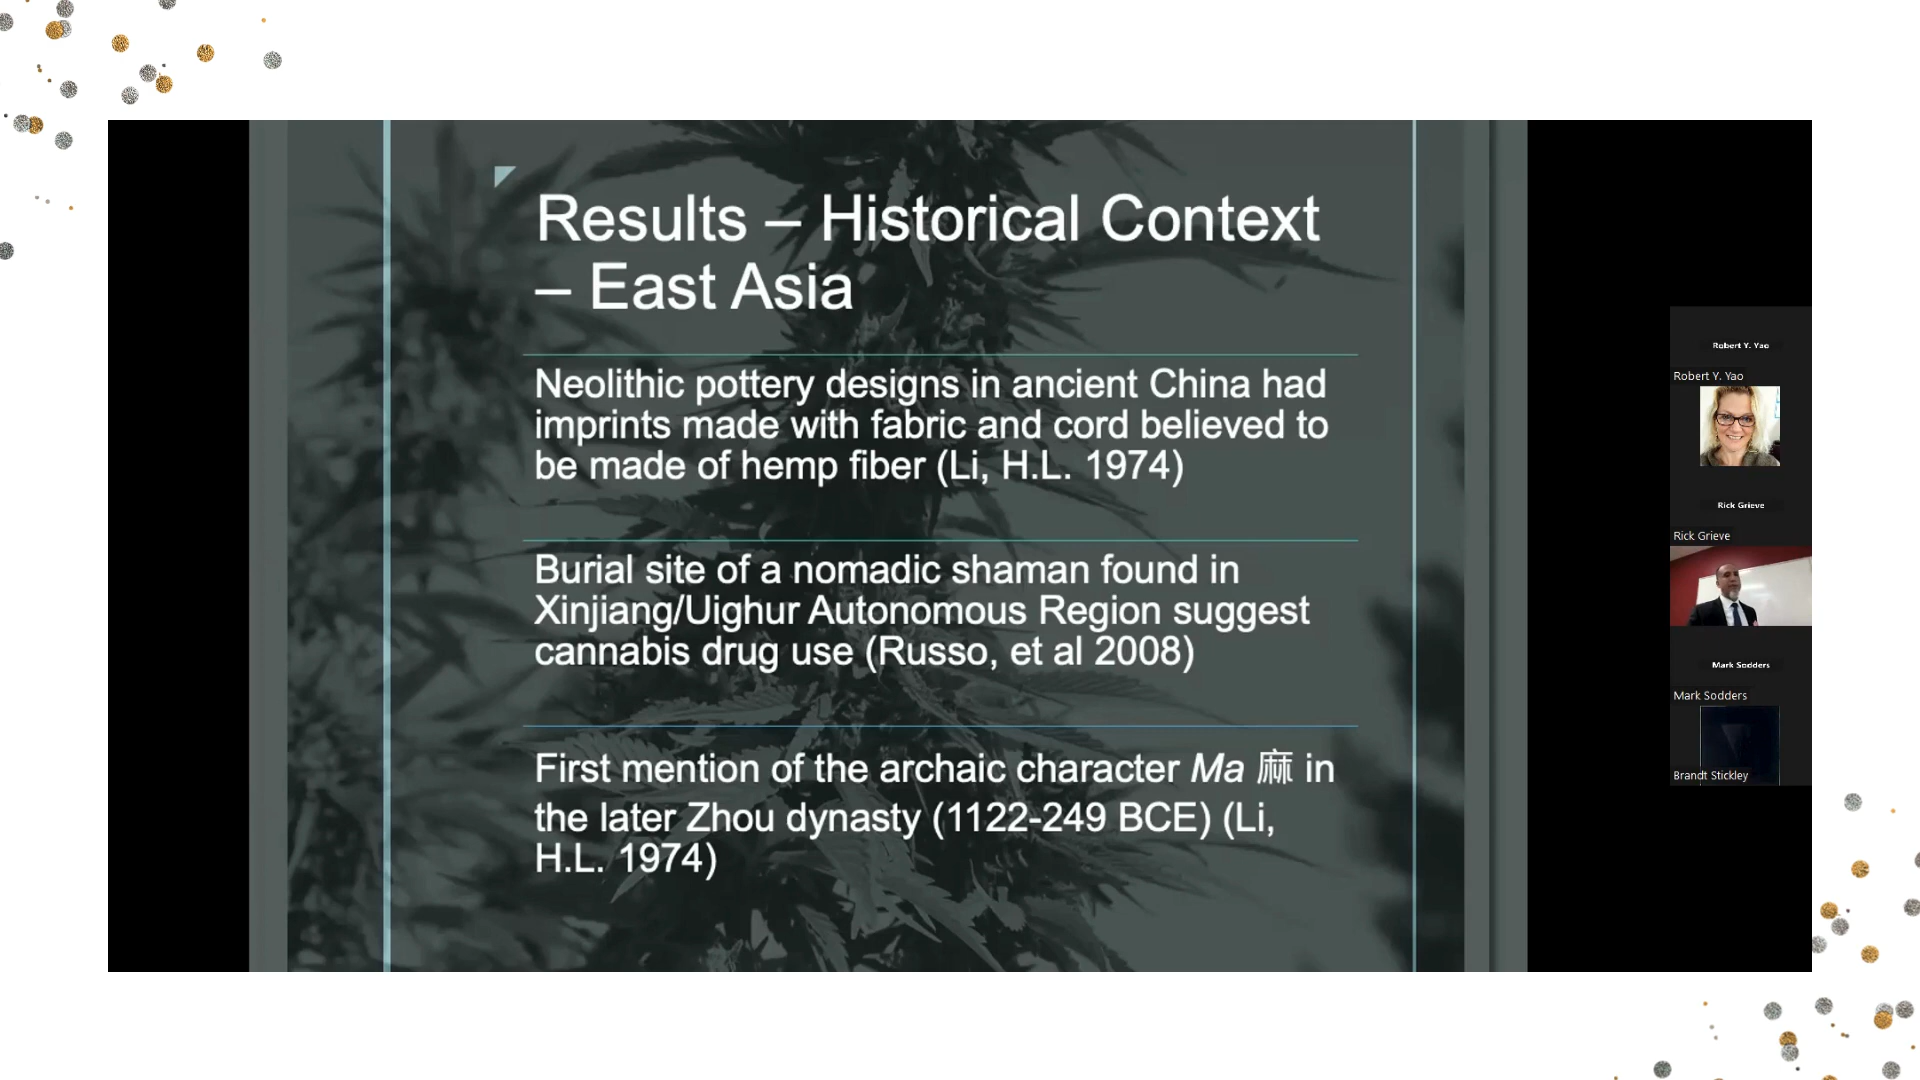 Results – Historical Context
– East Asia
Neolithic pottery designs in ancient China had
imprints made with fabric and cord believed to
be made of hemp fiber (Li, H.L. 1974)
Burial site of a nomadic shaman found in
Xinjiang/Uighur Autonomous Region suggest
cannabis drug use (Russo, et al 2008)
First mention of the archaic character Ma 麻 in
the later Zhou dynasty (1122-249 BCE) (Li,
H.L. 1974)
Robert Y. Yao
Robert Y. Yao
Rick Grieve
Rick Grieve
Mark Sodders
Mark Sodders
Brandt Stickley